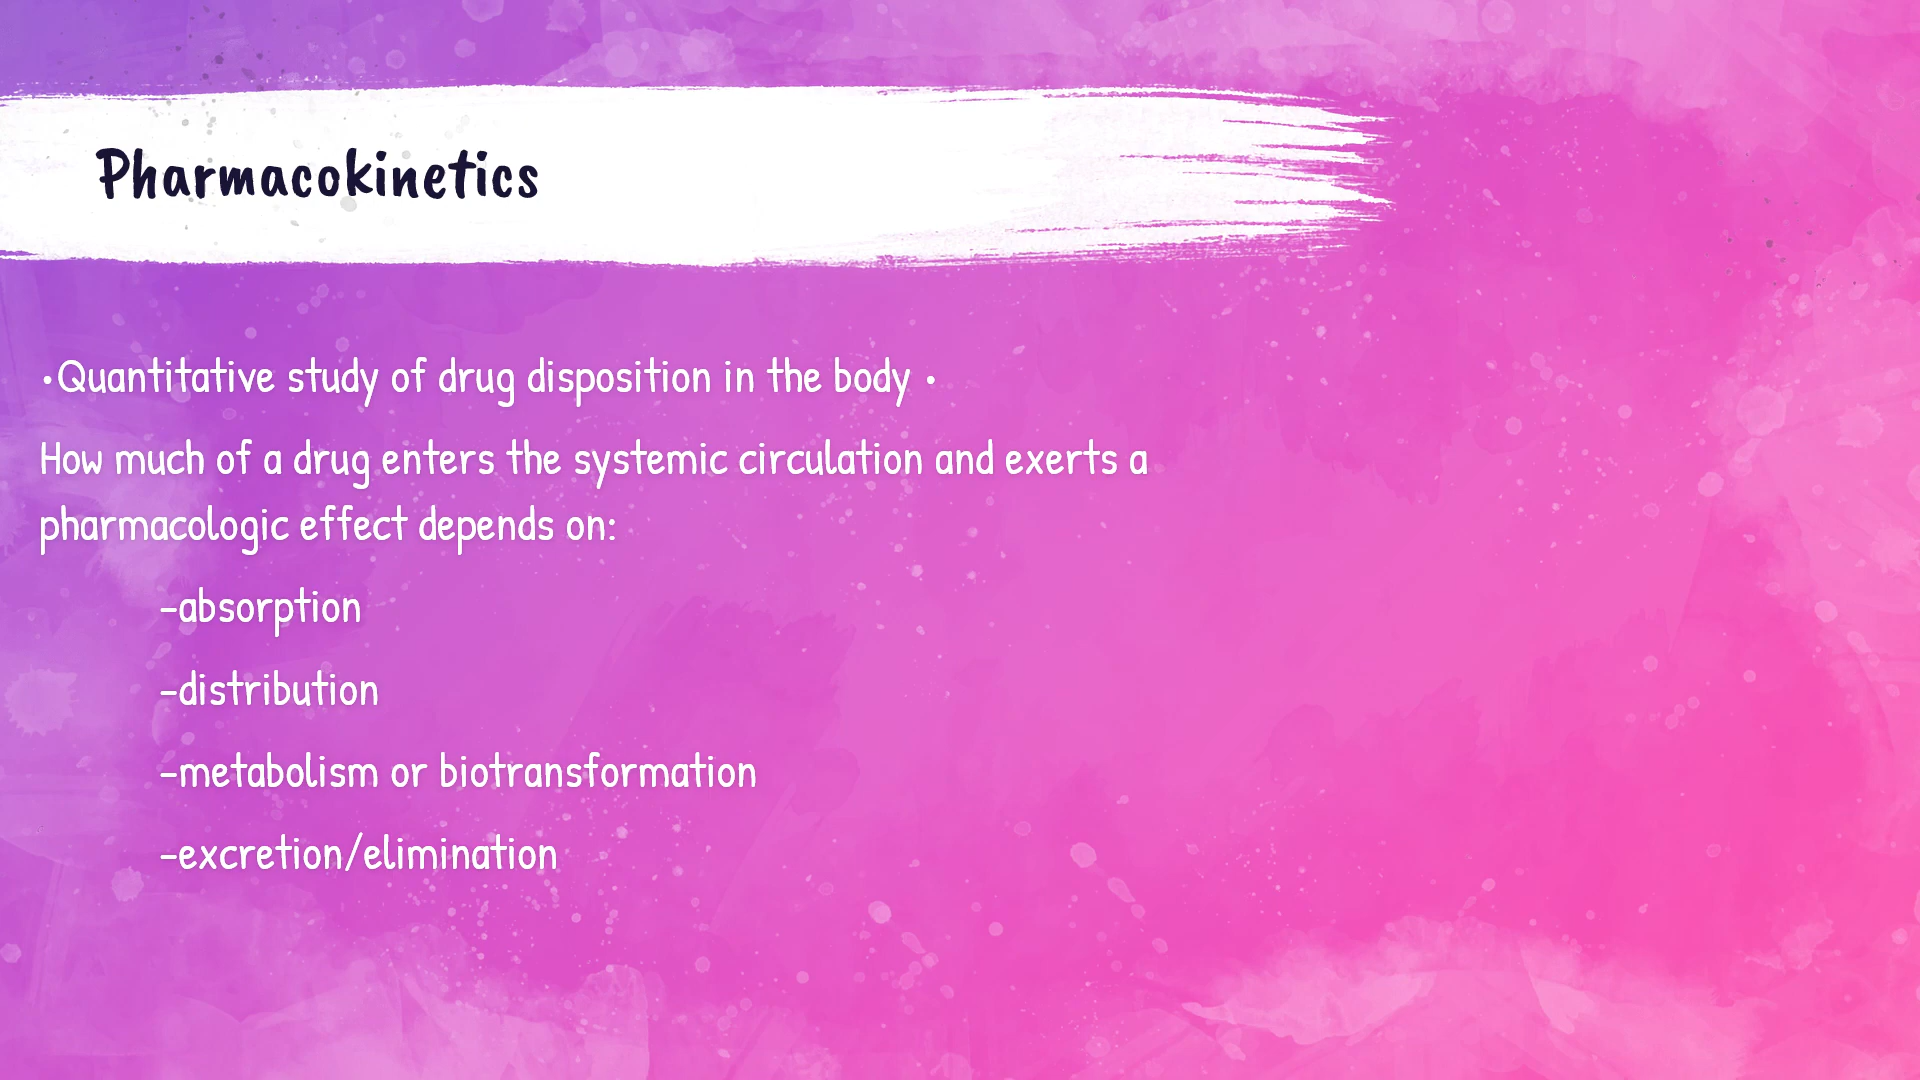 Pharmacokinetics
•Quantitative study of drug disposition in the body •
How much of a drug enters the systemic circulation and exerts a
pharmacologic effect depends on:
-absorption
-distribution
-metabolism or biotransformation
-excretion/elimination